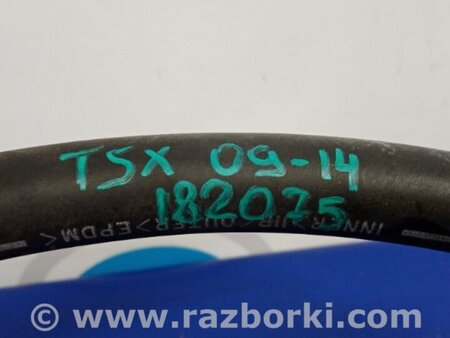 TSX 09-14
182075
INNER>IIR OUTER>EPDM<
© www.razborki.com